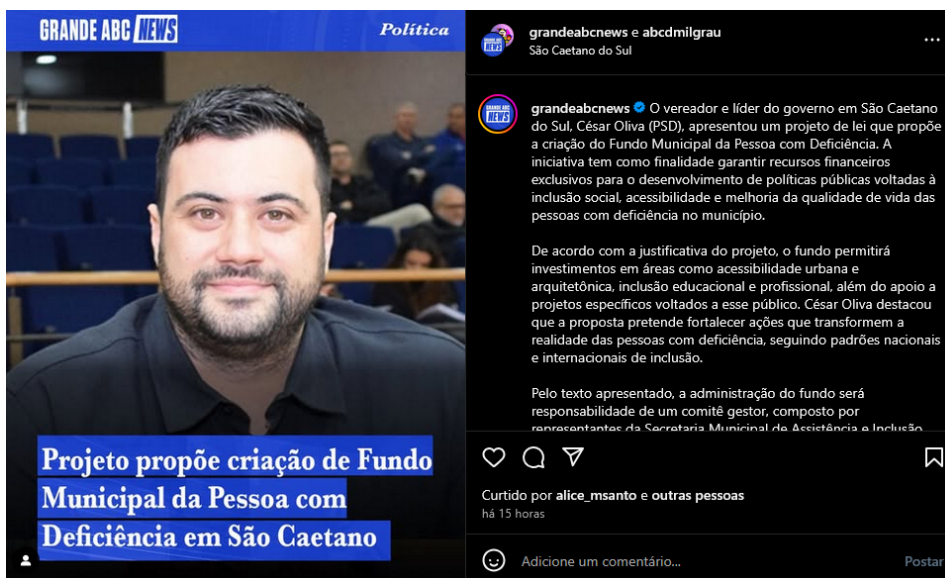 GRANDE ABC NEWS
Política
Projeto propõe criação de Fundo
Municipal da Pessoa com
Deficiência em São Caetano
grandeabcnews e abcdmilgrau
São Caetano do Sul
grandeabcnews O vereador e líder do governo em São Caetano
do Sul, César Oliva (PSD), apresentou um projeto de lei que propõe
a criação do Fundo Municipal da Pessoa com Deficiência. A
iniciativa tem como finalidade garantir recursos financeiros
exclusivos para o desenvolvimento de políticas públicas voltadas à
inclusão social, acessibilidade e melhoria da qualidade de vida das
pessoas com deficiência no município.
De acordo com a justificativa do projeto, o fundo permitirá
investimentos em áreas como acessibilidade urbana e
arquitetônica, inclusão educacional e profissional, além do apoio a
projetos específicos voltados a esse público. César Oliva destacou
que a proposta pretende fortalecer ações que transformem a
realidade das pessoas com deficiência, seguindo padrões nacionais
e internacionais de inclusão.
Pelo texto apresentado, a administração do fundo será
responsabilidade de um comitê gestor, composto por
representantes da Secretaria Municipal de Assistência e Inclusão
Curtido por alice_msanto e outras pessoas
há 15 horas
Adicione um comentário...
Postar